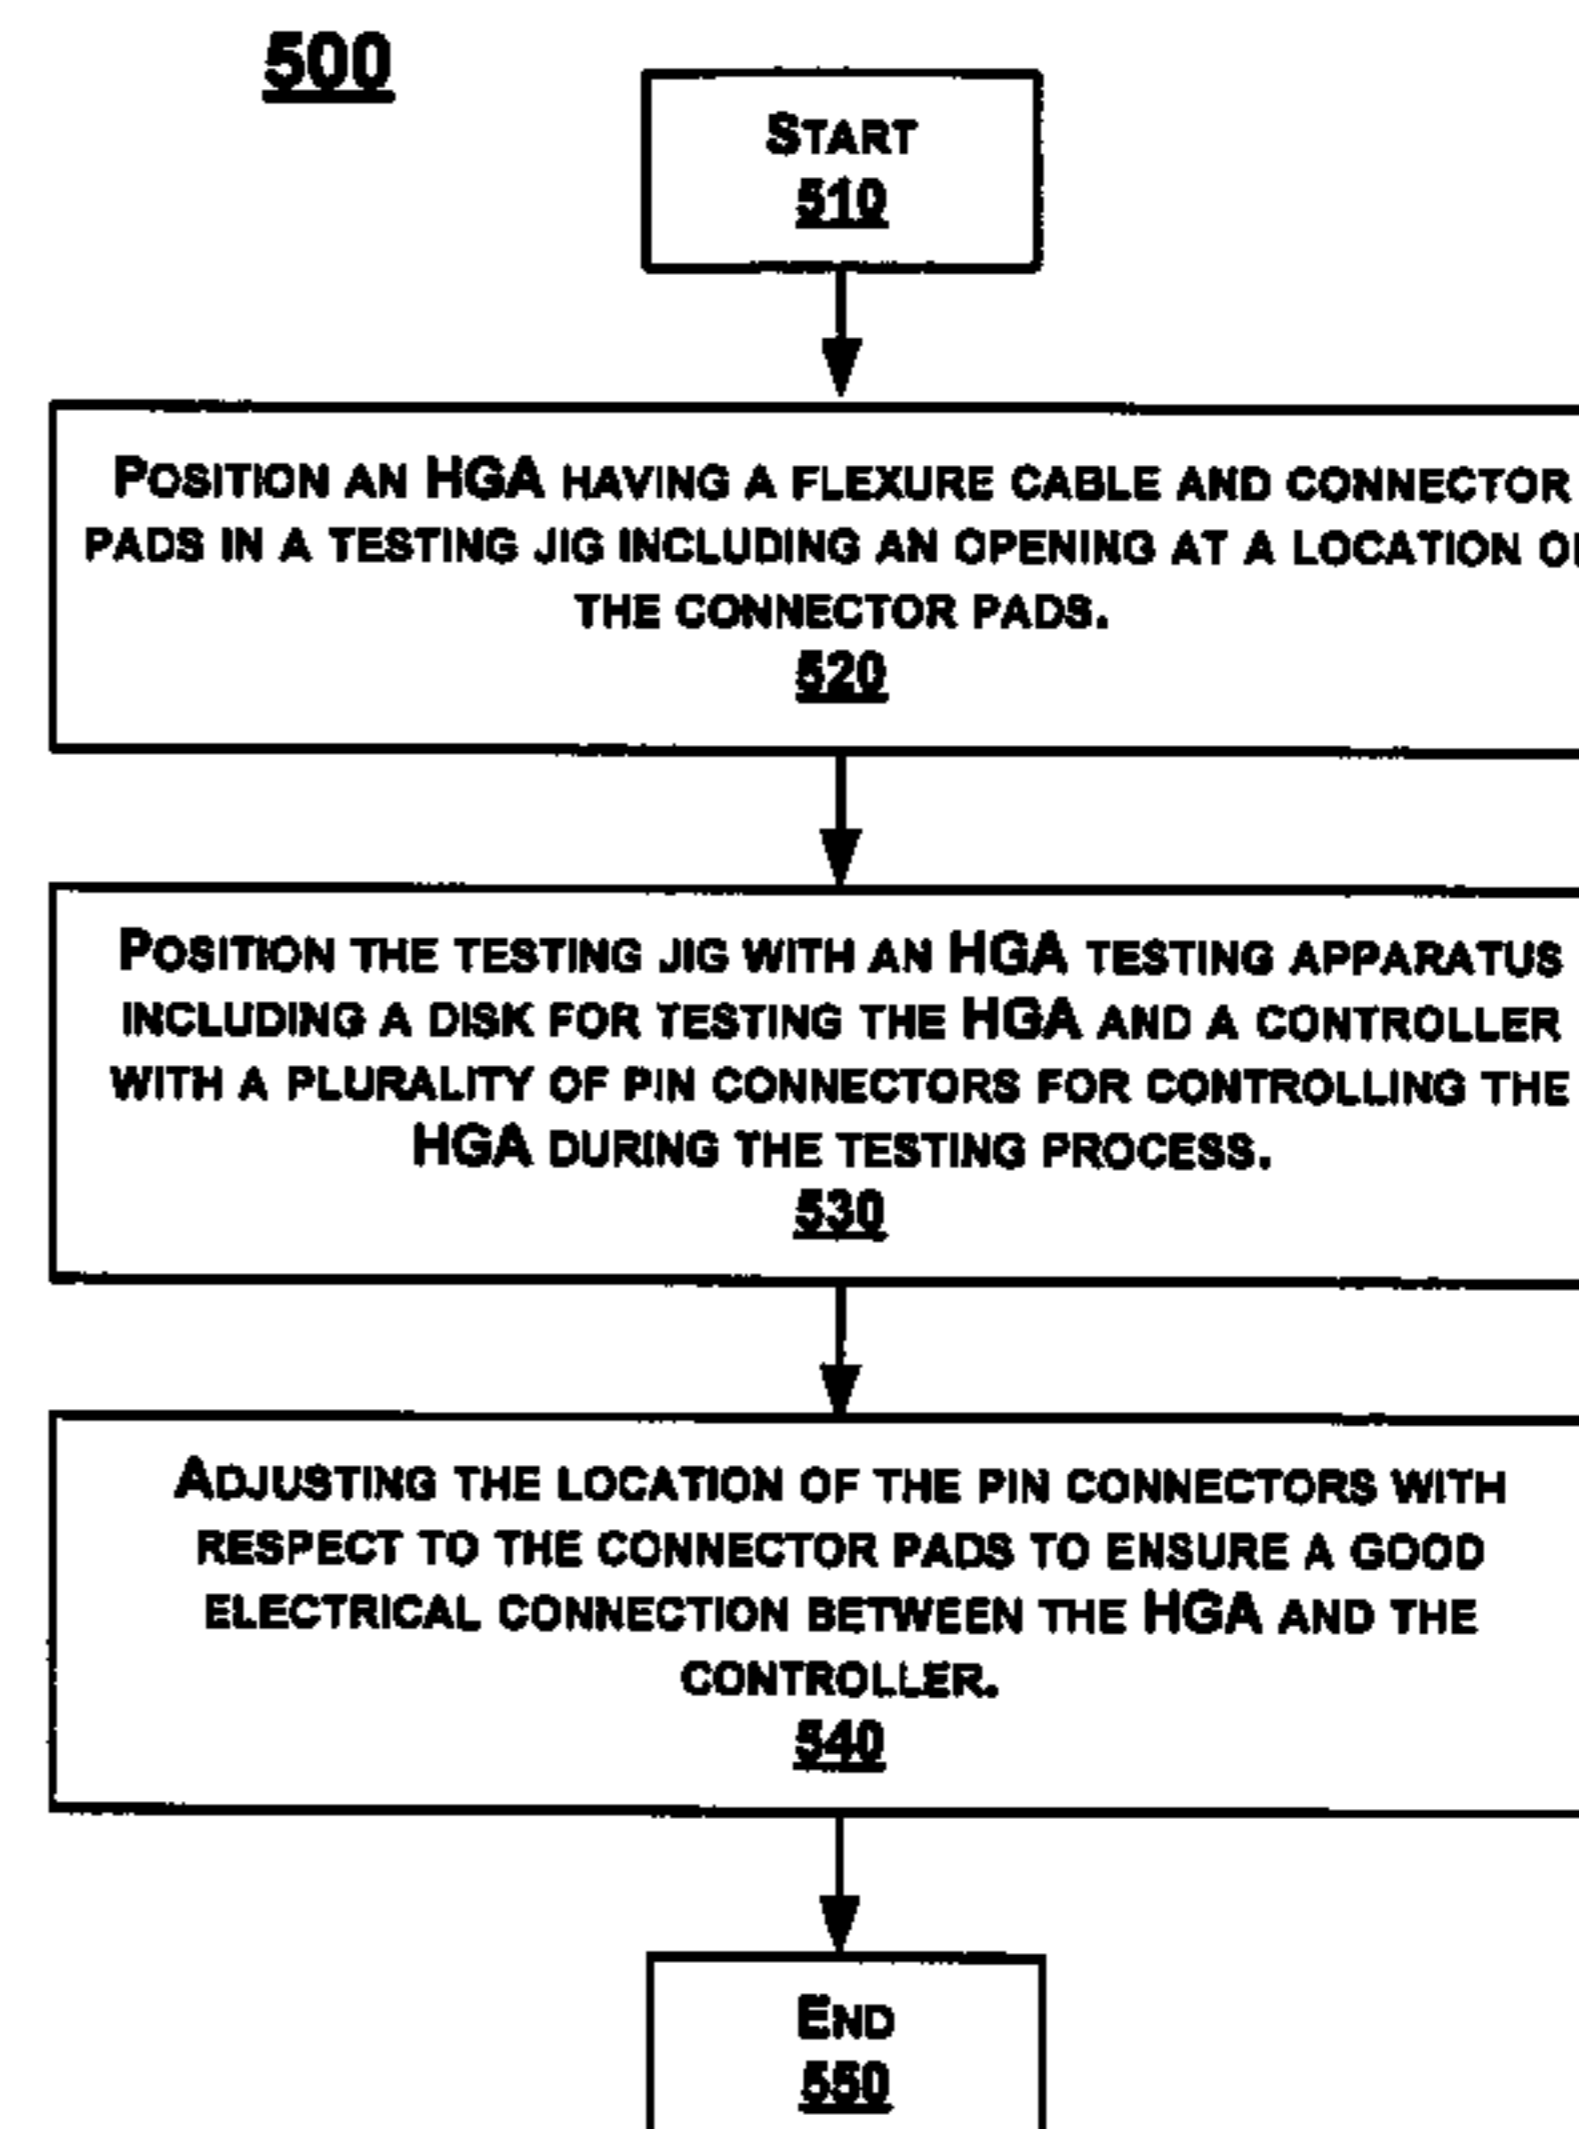 500
START
510
POSITION AN HGA HAVING A FLEXURE CABLE AND CONNECTOR
PADS IN A TESTING JIG INCLUDING AN OPENING AT A LOCATION
THE CONNECTOR PADS.
520
POSITION THE TESTING JIG WITH AN HGA TESTING APPARATUS
INCLUDING A DISK FOR TESTING THE HGA AND A CONTROLLER
WITH A PLURALITY OF PIN CONNECTORS FOR CONTROLLING THE
HGA DURING THE TESTING PROCESS.
530
ADJUSTING THE LOCATION OF THE PIN CONNECTORS WITH
RESPECT TO THE CONNECTOR PADS TO ENSURE A GOOD
ELECTRICAL CONNECTION BETWEEN THE HGA AND THE
CONTROLLER.
540
END
550